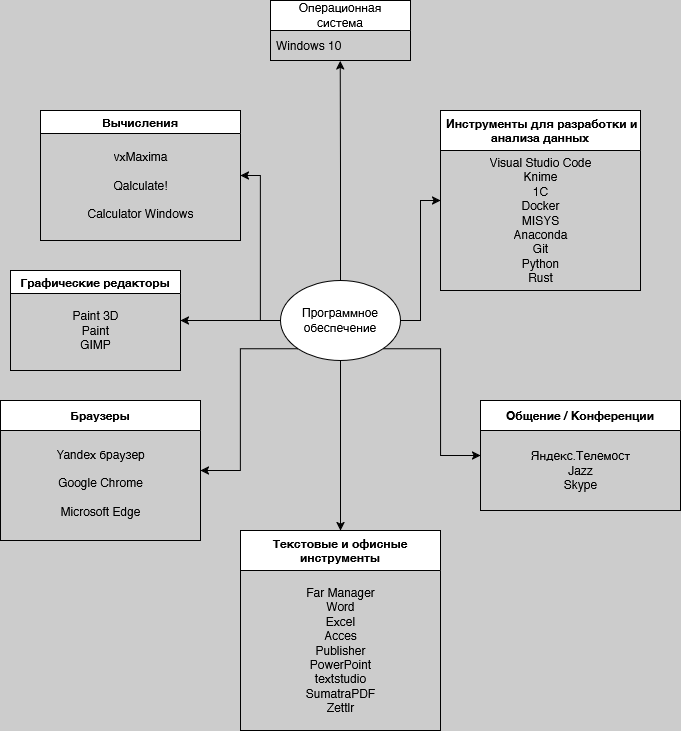 Операционная
система
Windows 10
Вычисления
vxMaxima
Qalculate!
Calculator Windows
Инструменты для разработки и
анализа данных
Visual Studio Code
Knime
1C
Docker
MISYS
Anaconda
Git
Python
Rust
Графические редакторы
Paint 3D
Paint
GIMP
Программное
обеспечение
Браузеры
Yandex браузер
Google Chrome
Microsoft Edge
Общение / Конференции
Яндекс.Телемост
Jazz
Skype
Текстовые и офисные
инструменты
Far Manager
Word
Excel
Acces
Publisher
PowerPoint
textstudio
SumatraPDF
Zettlr